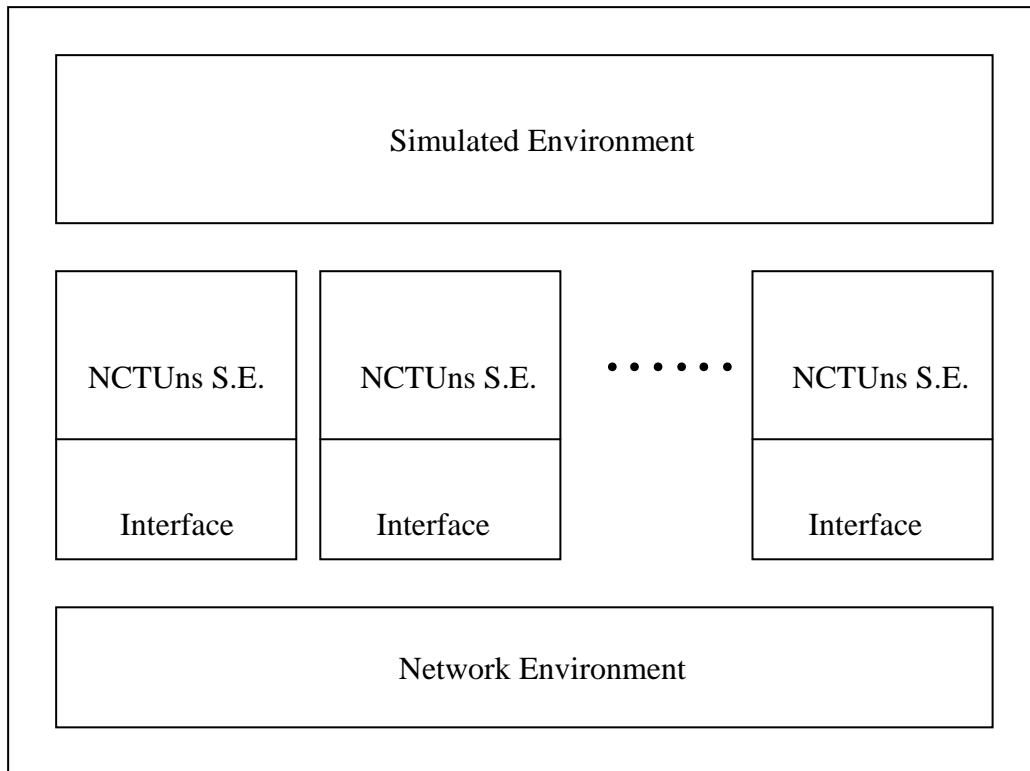 Simulated Environment
NCTUns S.E.
NCTUns S.E.
......
NCTUns S.E.
Interface
Interface
Interface
Network Environment